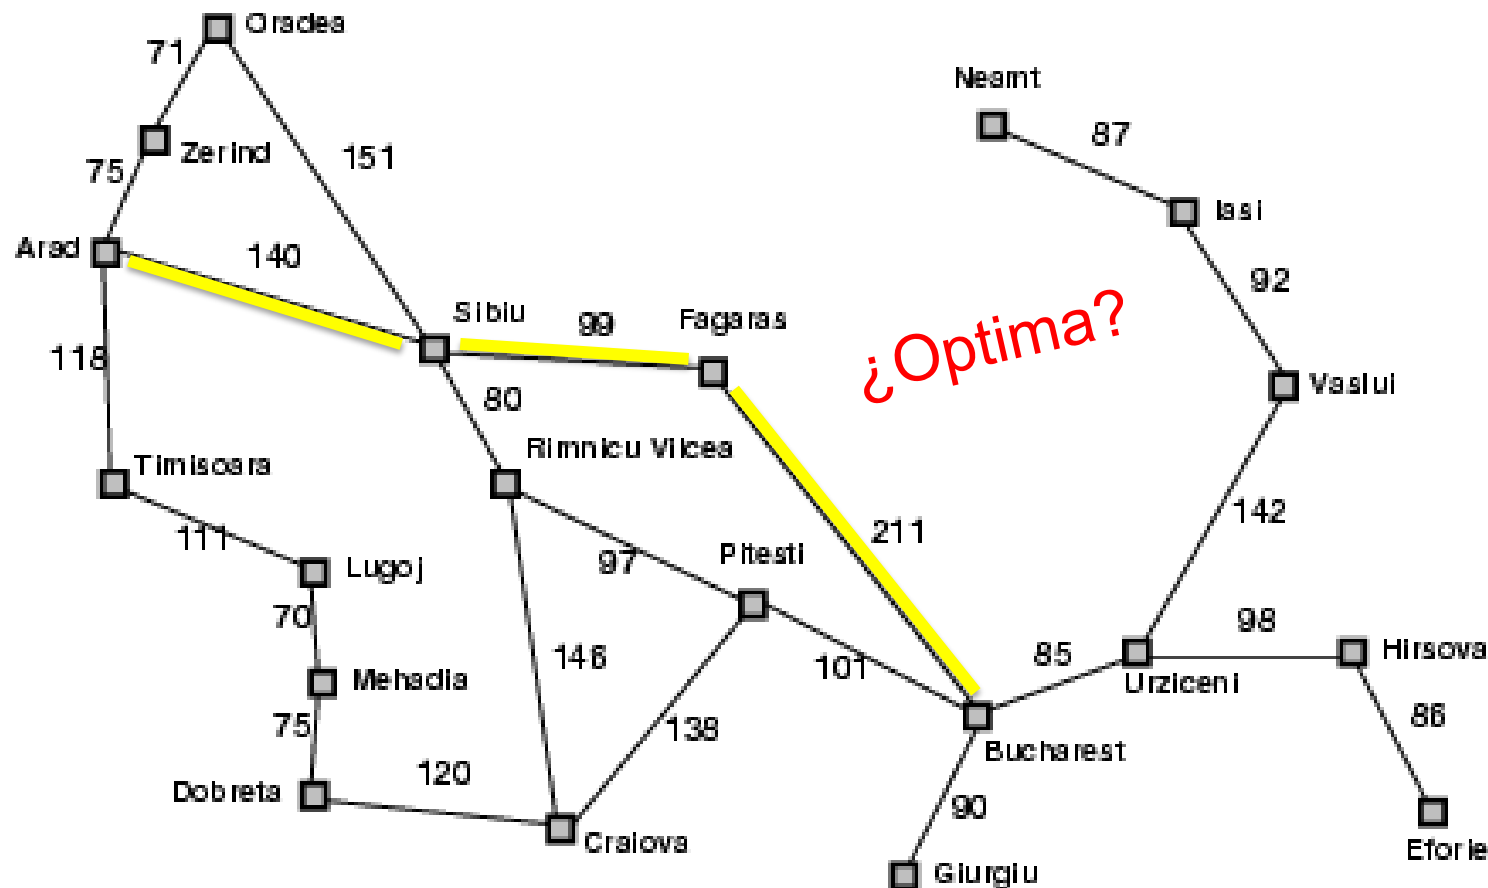 Oradea
71
Neamt
87
Zerind
151
75
Iasi
Arad
140
92
Sibiu
99
Fagaras
¿Optima?
118
80
Vaslui
Rimnicu Vilcea
Timisoara
142
111
211
97
Pitesti
Lugoj
70
98
Hirsova
146
101
85
Mehadia
Urziceni
75
138
86
Bucharest
120
Dobreta
90
Craiova
Eforie
Giurgiu